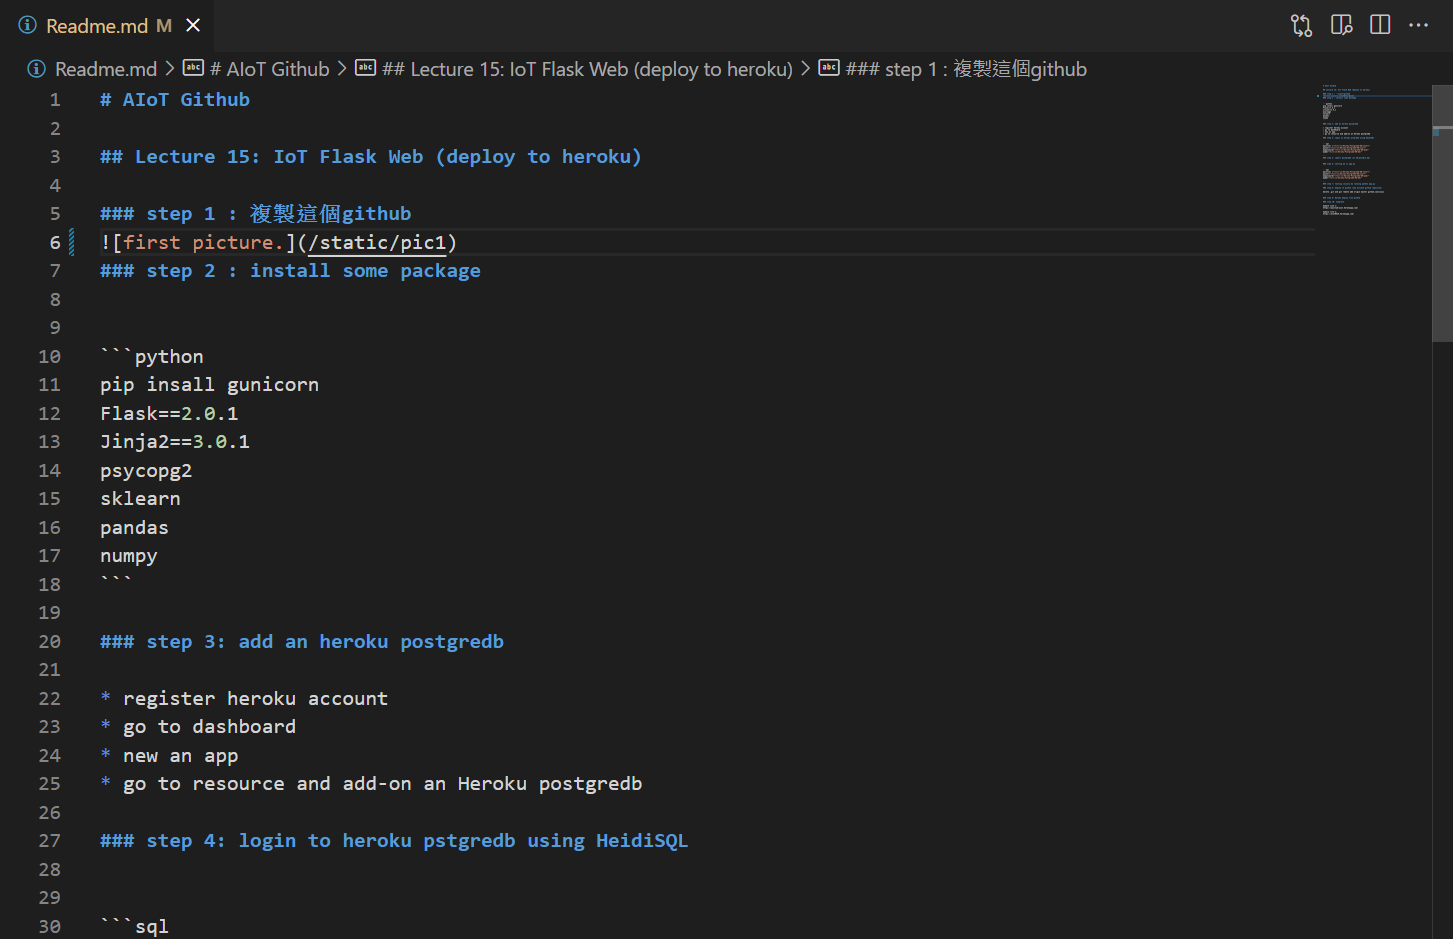 Readme.md M
Readme.md > # AIoT Github > ## Lecture 15: IoT Flask Web (deploy to heroku) > ### step 1 : 複製這個github
1 # AIoT Github
2
3 ## Lecture 15: IoT Flask Web (deploy to heroku)
4
5 ### step 1 : 複製這個github
6 ![first picture.](/static/pic1)
7 ### step 2 : install some package
8
9
10 ```python
11 pip insall gunicorn
12 Flask==2.0.1
13 Jinja2==3.0.1
14 psycopg2
15 sklearn
16 pandas
17 numpy
18 ```
19
20 ### step 3: add an heroku postgredb
21
22 * register heroku account
23 * go to dashboard
24 * new an app
25 * go to resource and add-on an Heroku postgredb
26
27 ### step 4: login to heroku pstgredb using HeidiSQL
28
29
30 ```sql